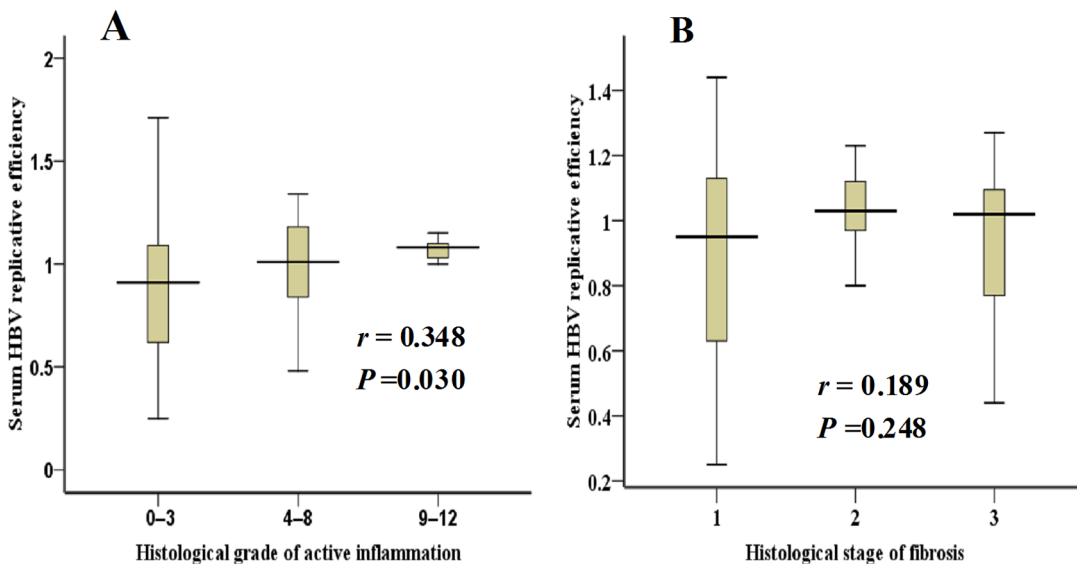 A
Serum HBV replicative efficiency
2
1.5
1
0.5
0
r = 0.348
P =0.030
0–3 4–8 9–12
Histological grade of active inflammation
B
Serum HBV replicative efficiency
1.4
1.2
1
0.8
0.6
0.4
0.2
r = 0.189
P =0.248
1 2 3
Histological stage of fibrosis